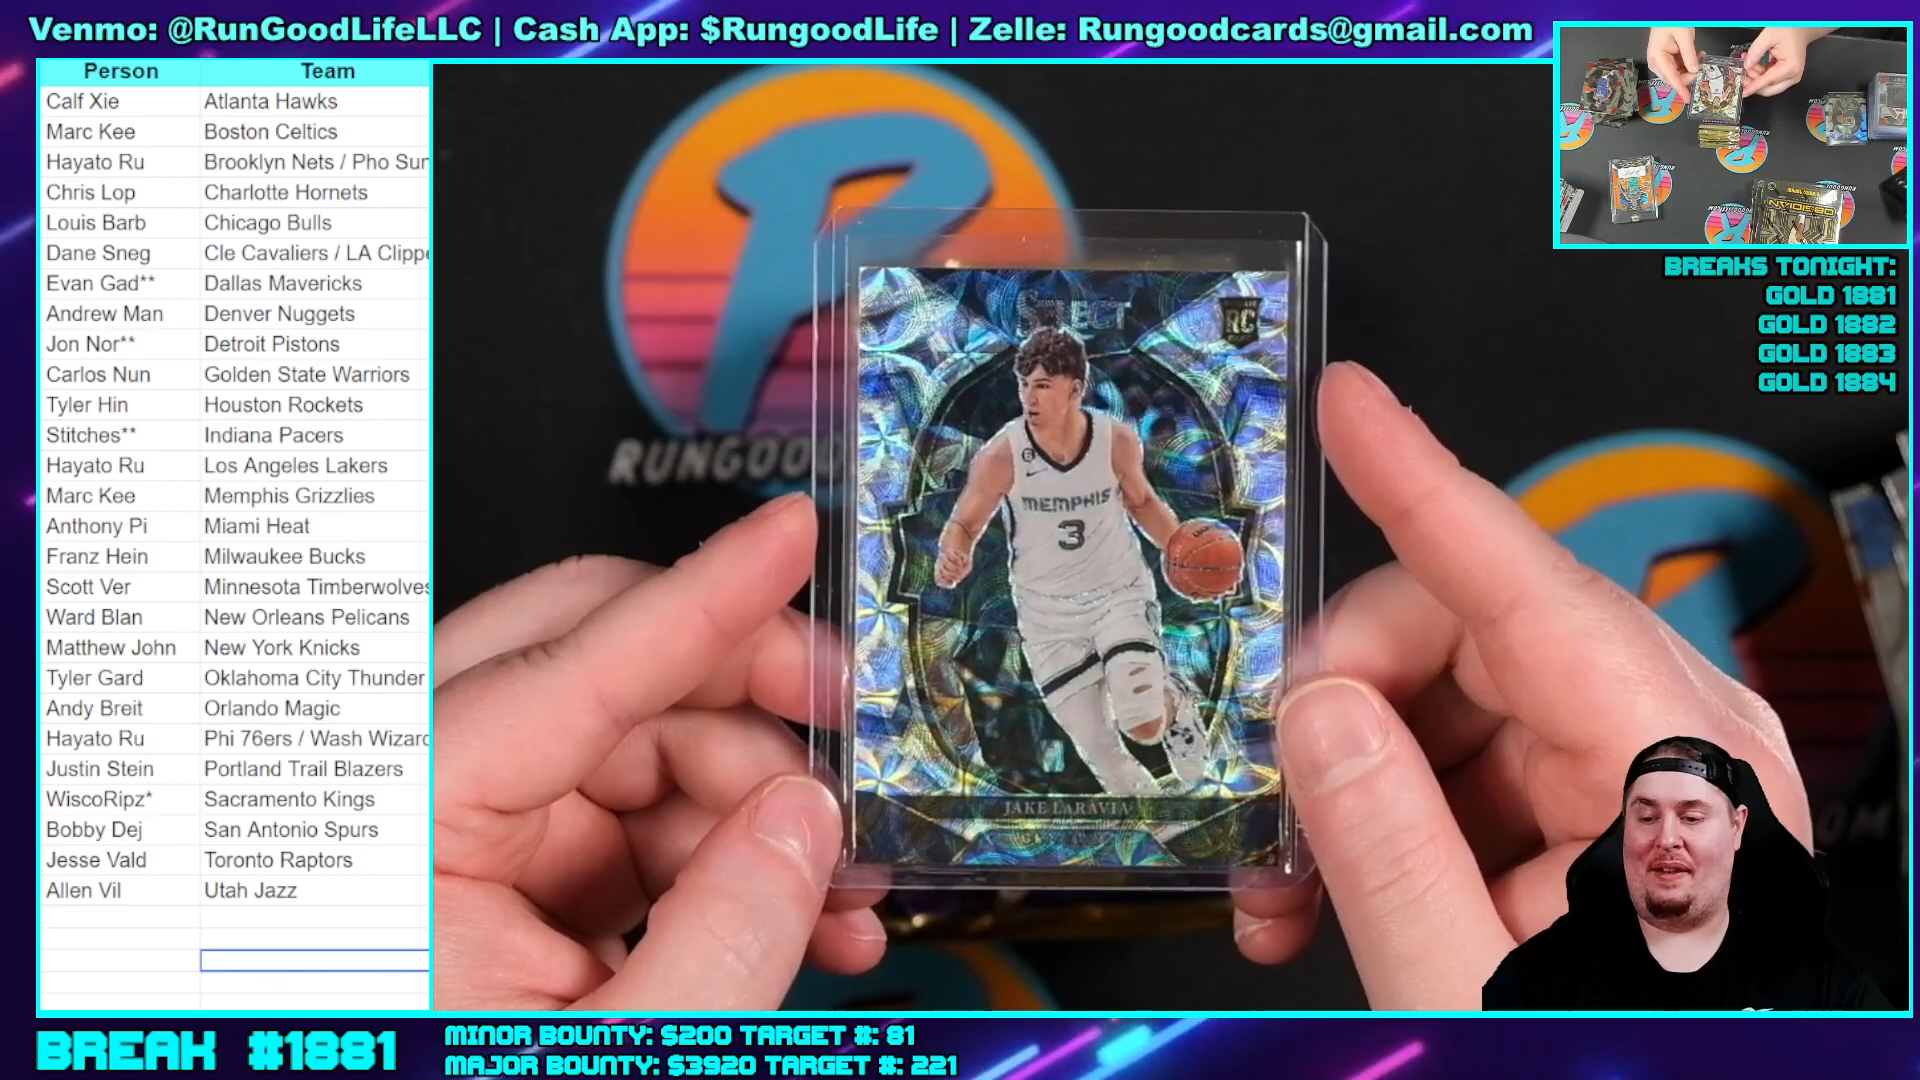 Venmo: @RunGoodLifeLLC | Cash App: $RungoodLife | Zelle: Rungoodcards@gmail.com
Person Team
Calf Xie Atlanta Hawks
Marc Kee Boston Celtics
Hayato Ru Brooklyn Nets / Pho Sun
Chris Lop Charlotte Hornets
Louis Barb Chicago Bulls
Dane Sneg Cle Cavaliers / LA Clippe
Evan Gad** Dallas Mavericks
Andrew Man Denver Nuggets
Jon Nor** Detroit Pistons
Carlos Nun Golden State Warriors
Tyler Hin Houston Rockets
Stitches** Indiana Pacers
Hayato Ru Los Angeles Lakers
Marc Kee Memphis Grizzlies
Anthony Pi Miami Heat
Franz Hein Milwaukee Bucks
Scott Ver Minnesota Timberwolves
Ward Blan New Orleans Pelicans
Matthew John New York Knicks
Tyler Gard Oklahoma City Thunder
Andy Breit Orlando Magic
Hayato Ru Phi 76ers / Wash Wizard
Justin Stein Portland Trail Blazers
WiscoRipz* Sacramento Kings
Bobby Dej San Antonio Spurs
Jesse Vald Toronto Raptors
Allen Vil Utah Jazz
RUNGOOD
SELECT
RC
MEMPHIS
3
JAKE LARAVIA
OBSIDIAN
BREAKS TONIGHT:
GOLD 1881
GOLD 1882
GOLD 1883
GOLD 1884
BREAK #1881
MINOR BOUNTY: $200 TARGET #: 81
MAJOR BOUNTY: $3920 TARGET #: 221